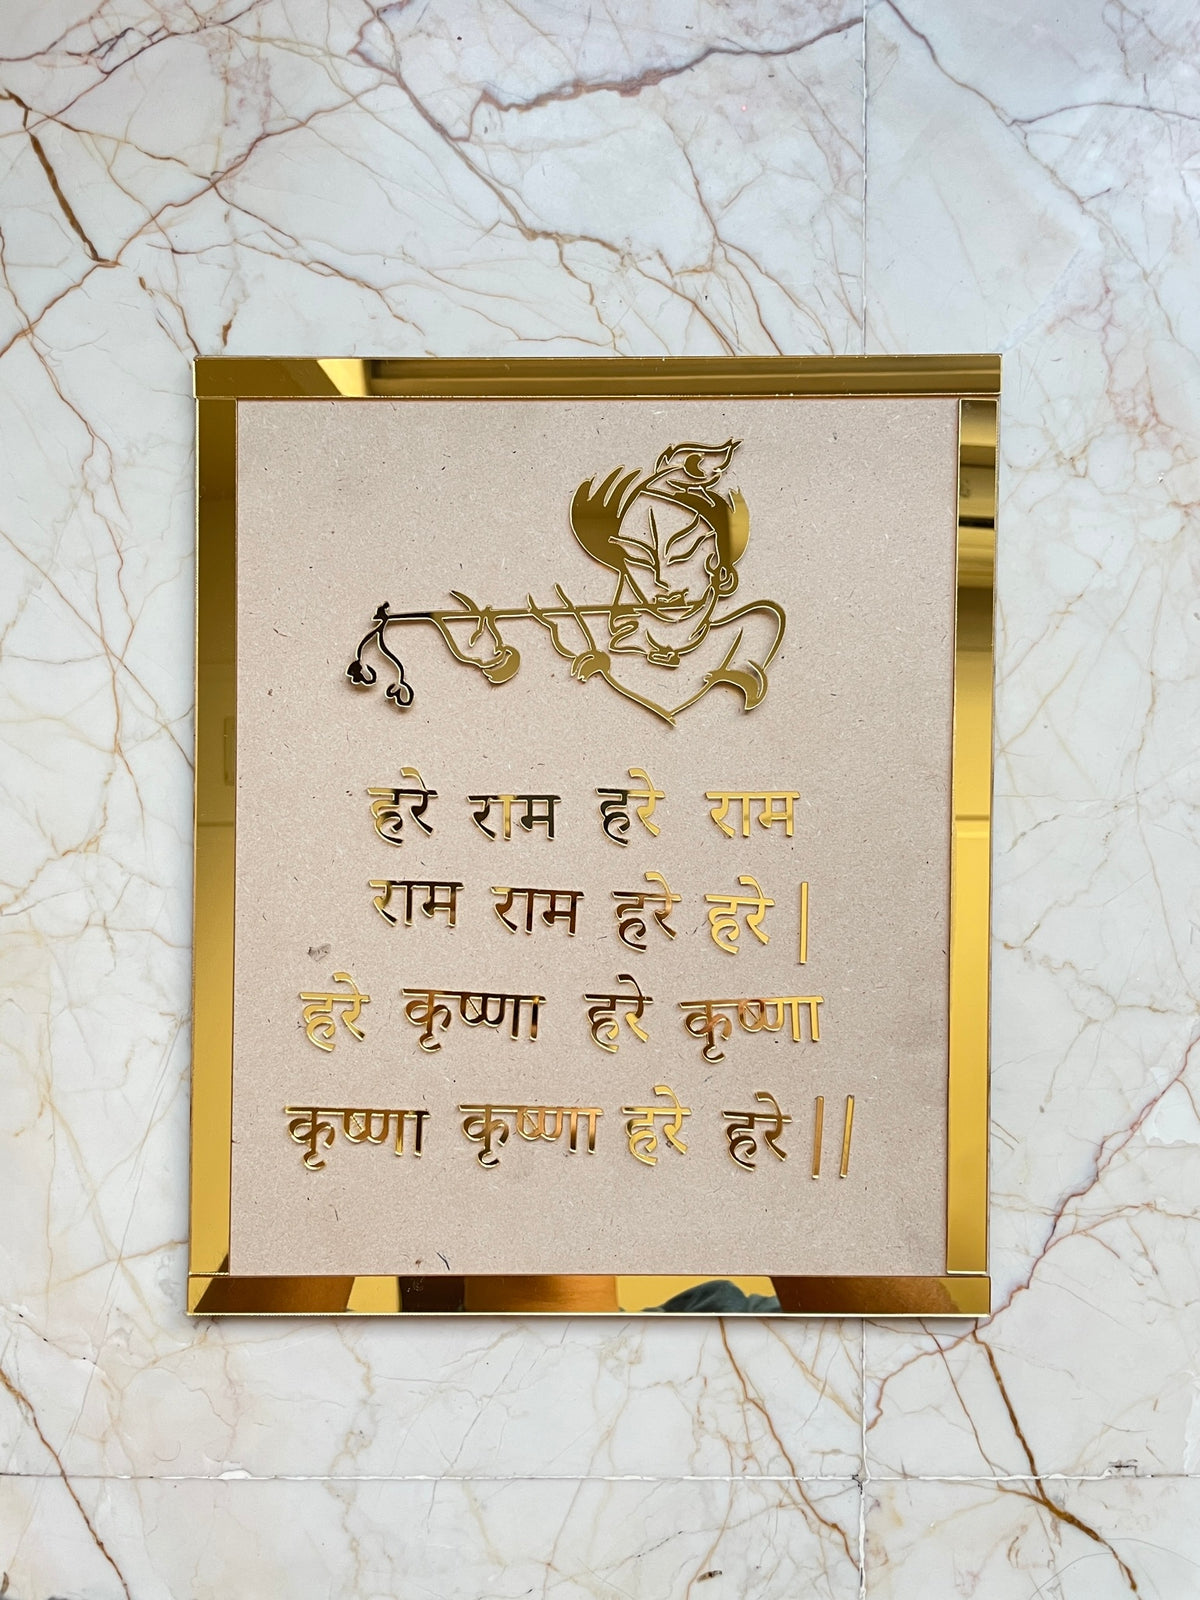 हरे राम हरे राम
राम राम हरे हरे|
हरे कृष्णा हरे कृष्णा
कृष्णा कृष्णा हरे हरे||